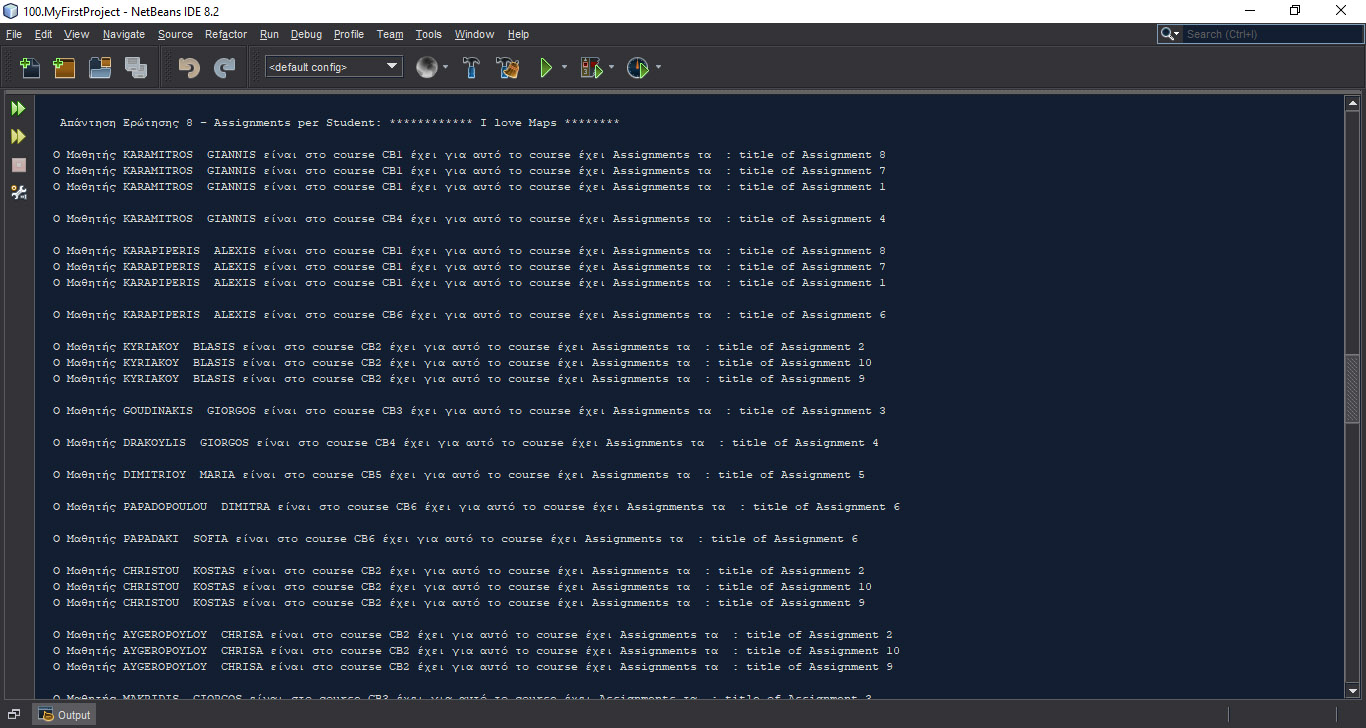 100.MyFirstProject - NetBeans IDE 8.2
File Edit View Navigate Source Refactor Run Debug Profile Team Tools Window Help
Search (Ctrl+I)
<default config>
Απάντηση Ερώτησης 8 - Assignments per Student: ************ I love Maps ********
Ο Μαθητής KARAMITROS  GIANNIS είναι στο course CB1 έχει για αυτό το course έχει Assignments τα  : title of Assignment 8
Ο Μαθητής KARAMITROS  GIANNIS είναι στο course CB1 έχει για αυτό το course έχει Assignments τα  : title of Assignment 7
Ο Μαθητής KARAMITROS  GIANNIS είναι στο course CB1 έχει για αυτό το course έχει Assignments τα  : title of Assignment 1
Ο Μαθητής KARAMITROS  GIANNIS είναι στο course CB4 έχει για αυτό το course έχει Assignments τα  : title of Assignment 4
Ο Μαθητής KARAPIPERIS  ALEXIS είναι στο course CB1 έχει για αυτό το course έχει Assignments τα  : title of Assignment 8
Ο Μαθητής KARAPIPERIS  ALEXIS είναι στο course CB1 έχει για αυτό το course έχει Assignments τα  : title of Assignment 7
Ο Μαθητής KARAPIPERIS  ALEXIS είναι στο course CB1 έχει για αυτό το course έχει Assignments τα  : title of Assignment 1
Ο Μαθητής KARAPIPERIS  ALEXIS είναι στο course CB6 έχει για αυτό το course έχει Assignments τα  : title of Assignment 6
Ο Μαθητής KYRIAKOY  BLASIS είναι στο course CB2 έχει για αυτό το course έχει Assignments τα  : title of Assignment 2
Ο Μαθητής KYRIAKOY  BLASIS είναι στο course CB2 έχει για αυτό το course έχει Assignments τα  : title of Assignment 10
Ο Μαθητής KYRIAKOY  BLASIS είναι στο course CB2 έχει για αυτό το course έχει Assignments τα  : title of Assignment 9
Ο Μαθητής GOUDINAKIS  GIORGOS είναι στο course CB3 έχει για αυτό το course έχει Assignments τα  : title of Assignment 3
Ο Μαθητής DRAKOYLIS  GIORGOS είναι στο course CB4 έχει για αυτό το course έχει Assignments τα  : title of Assignment 4
Ο Μαθητής DIMITRIOY  MARIA είναι στο course CB5 έχει για αυτό το course έχει Assignments τα  : title of Assignment 5
Ο Μαθητής PAPADOPOULOU  DIMITRA είναι στο course CB6 έχει για αυτό το course έχει Assignments τα  : title of Assignment 6
Ο Μαθητής PAPADAKI  SOFIA είναι στο course CB6 έχει για αυτό το course έχει Assignments τα  : title of Assignment 6
Ο Μαθητής CHRISTOU  KOSTAS είναι στο course CB2 έχει για αυτό το course έχει Assignments τα  : title of Assignment 2
Ο Μαθητής CHRISTOU  KOSTAS είναι στο course CB2 έχει για αυτό το course έχει Assignments τα  : title of Assignment 10
Ο Μαθητής CHRISTOU  KOSTAS είναι στο course CB2 έχει για αυτό το course έχει Assignments τα  : title of Assignment 9
Ο Μαθητής AYGEROPOYLOY  CHRISA είναι στο course CB2 έχει για αυτό το course έχει Assignments τα  : title of Assignment 2
Ο Μαθητής AYGEROPOYLOY  CHRISA είναι στο course CB2 έχει για αυτό το course έχει Assignments τα  : title of Assignment 10
Ο Μαθητής AYGEROPOYLOY  CHRISA είναι στο course CB2 έχει για αυτό το course έχει Assignments τα  : title of Assignment 9
Ο Μαθητής MAKRIDIS  GIORGOS είναι στο course CB3 έχει για αυτό το course έχει Assignments τα  : title of Assignment 3
Output